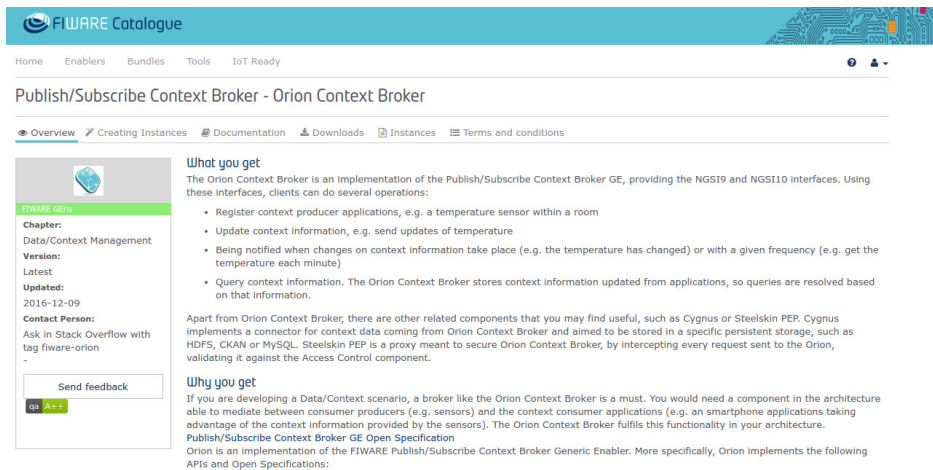 FIWARE Catalogue
Home Enablers Bundles Tools IoT Ready
Publish/Subscribe Context Broker - Orion Context Broker
Overview Creating Instances Documentation Downloads Instances Terms and conditions
FIWARE GEris
Chapter:
Data/Context Management
Version:
Latest
Updated:
2016-12-09
Contact Person:
Ask in Stack Overflow with
tag fiware-orion
-
Send feedback
qa A++
What you get
The Orion Context Broker is an implementation of the Publish/Subscribe Context Broker GE, providing the NGSI9 and NGSI10 interfaces. Using
these interfaces, clients can do several operations:
• Register context producer applications, e.g. a temperature sensor within a room
• Update context information, e.g. send updates of temperature
• Being notified when changes on context information take place (e.g. the temperature has changed) or with a given frequency (e.g. get the
temperature each minute)
• Query context information. The Orion Context Broker stores context information updated from applications, so queries are resolved based
on that information.
Apart from Orion Context Broker, there are other related components that you may find useful, such as Cygnus or Steelskin PEP. Cygnus
implements a connector for context data coming from Orion Context Broker and aimed to be stored in a specific persistent storage, such as
HDFS, CKAN or MySQL. Steelskin PEP is a proxy meant to secure Orion Context Broker, by intercepting every request sent to the Orion,
validating it against the Access Control component.
Why you get
If you are developing a Data/Context scenario, a broker like the Orion Context Broker is a must. You would need a component in the architecture
able to mediate between consumer producers (e.g. sensors) and the context consumer applications (e.g. an smartphone applications taking
advantage of the context information provided by the sensors). The Orion Context Broker fulfils this functionality in your architecture.
Publish/Subscribe Context Broker GE Open Specification
Orion is an implementation of the FIWARE Publish/Subscribe Context Broker Generic Enabler. More specifically, Orion implements the following
APIs and Open Specifications: